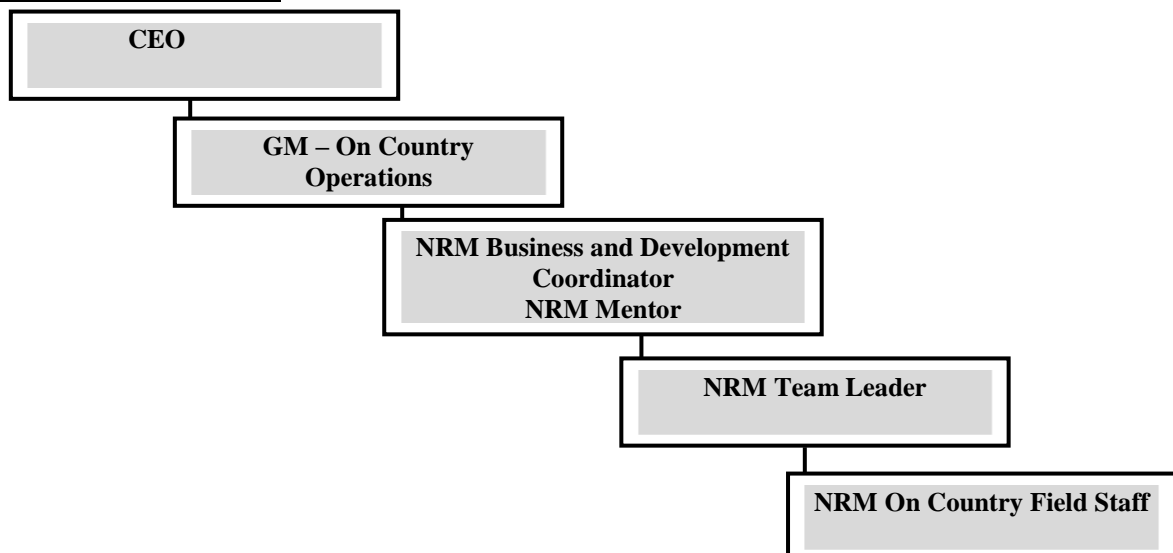 CEO
GM – On Country
Operations
NRM Business and Development
Coordinator
NRM Mentor
NRM Team Leader
NRM On Country Field Staff